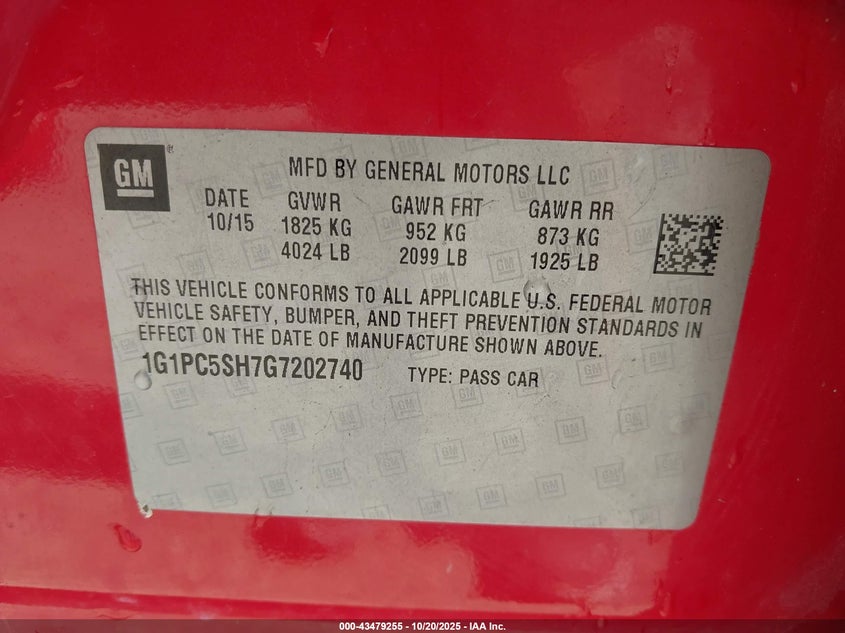 GM
MFD BY GENERAL MOTORS LLC
DATE GVWR GAWR FRT GAWR RR
10/15 1825 KG 952 KG 873 KG
4024 LB 2099 LB 1925 LB
THIS VEHICLE CONFORMS TO ALL APPLICABLE U.S. FEDERAL MOTOR
VEHICLE SAFETY, BUMPER, AND THEFT PREVENTION STANDARDS IN
EFFECT ON THE DATE OF MANUFACTURE SHOWN ABOVE.
1G1PC5SH7G7202740 TYPE: PASS CAR
000-43479255 - 10/20/2025 - IAA Inc.